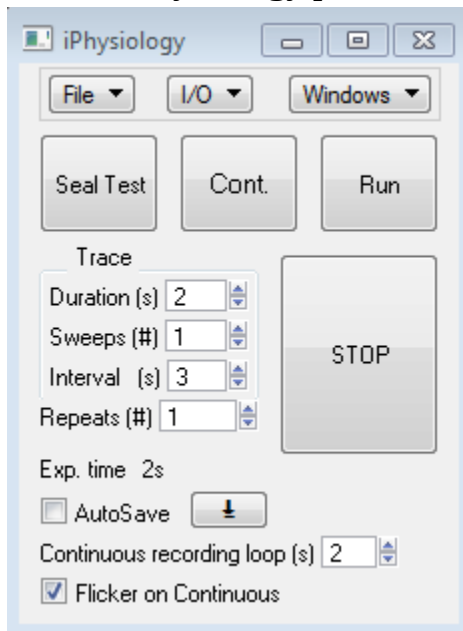 iPhysiology
File I/O Windows
Seal Test Cont. Run
Trace
Duration (s) 2
Sweeps (#) 1
Interval (s) 3
STOP
Repeats (#) 1
Exp. time 2s
AutoSave
Continuous recording loop (s) 2
Flicker on Continuous